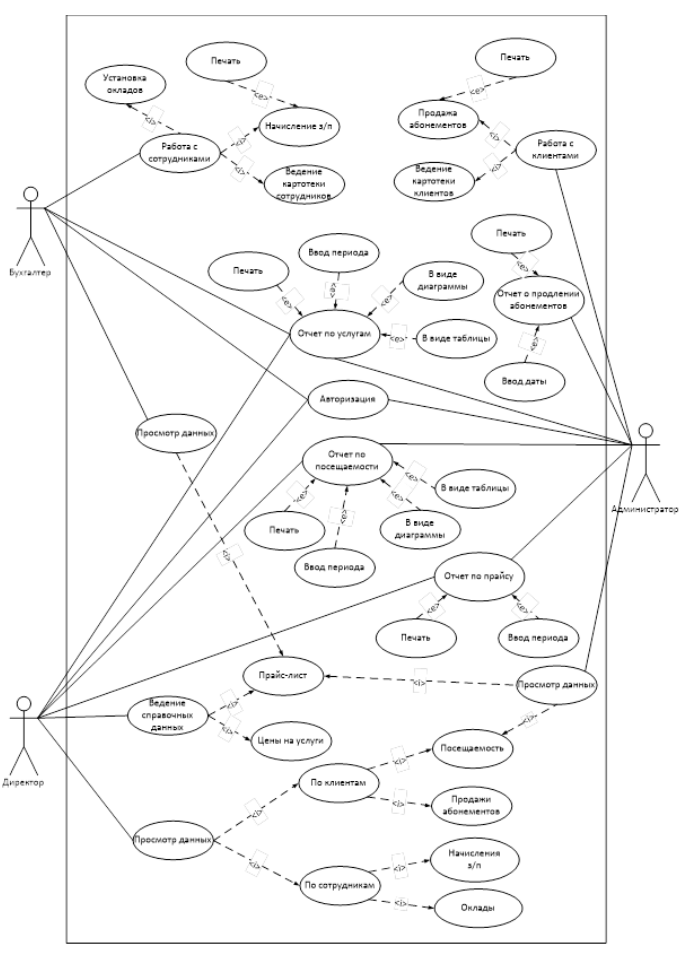 Печать
Печать
Установка
окладов
<e>
<e>
<i>
Продажа
абонементов
Начисление з/п
<i>
<i>
Работа с
сотрудниками
Работа с
клиентами
<i>
<i>
Ведение
картотеки
сотрудников
Ведение
картотеки
клиентов
Бухгалтер
Печать
Ввод периода
Печать
<e>
В виде
диаграммы
<e>
<e>
<e>
Отчет о продлении
абонементов
Отчет по услугам
<e>
В виде таблицы
<e>
Ввод даты
Авторизация
Просмотр данных
Отчет по
посещаемости
<e>
В виде таблицы
Администратор
<e>
<e>
<e>
Печать
В виде
диаграммы
<i>
Ввод периода
Отчет по прайсу
<e>
<e>
Печать
Ввод периода
Прайс-лист
<i>
Просмотр данных
Ведение
справочных
данных
<i>
<i>
<i>
Цены на услуги
Посещаемость
Директор
По клиентам
<i>
<i>
<i>
Продажи
абонементов
Просмотр данных
<i>
<i>
Начисления
з/п
По сотрудникам
<i>
Оклады